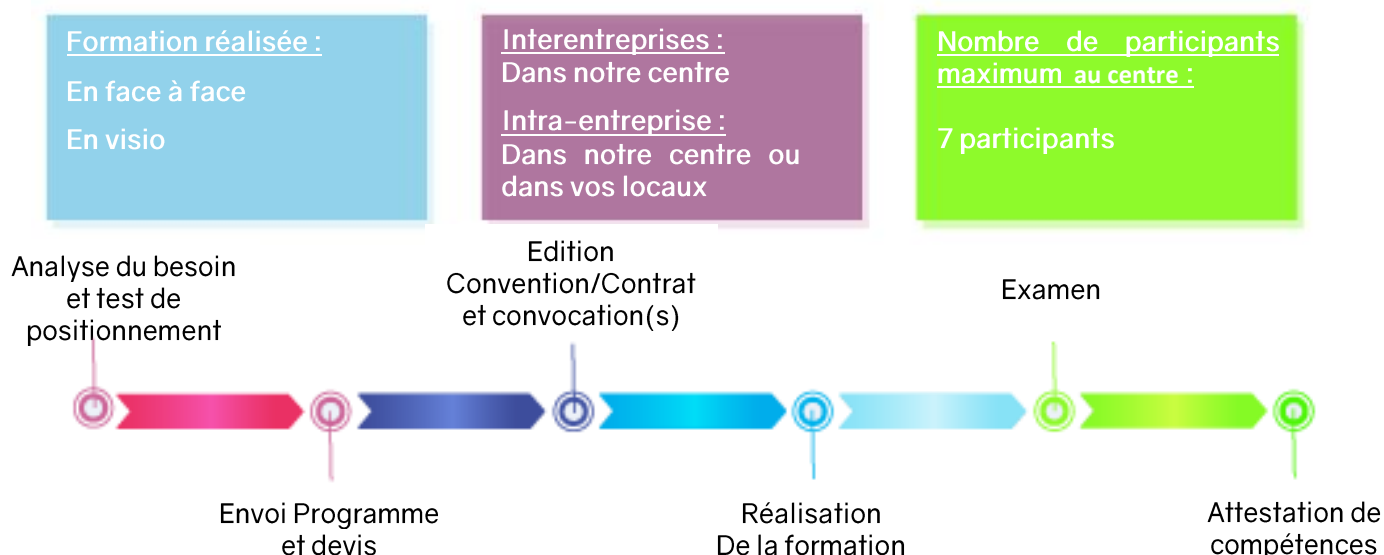 Formation réalisée :
En face à face
En visio
Interentreprises :
Dans notre centre
Intra-entreprise :
Dans notre centre ou
dans vos locaux
Nombre de participants
maximum au centre :
7 participants
Analyse du besoin
et test de
positionnement
Envoi Programme
et devis
Edition
Convention/Contrat
et convocation(s)
Réalisation
De la formation
Examen
Attestation de
compétences